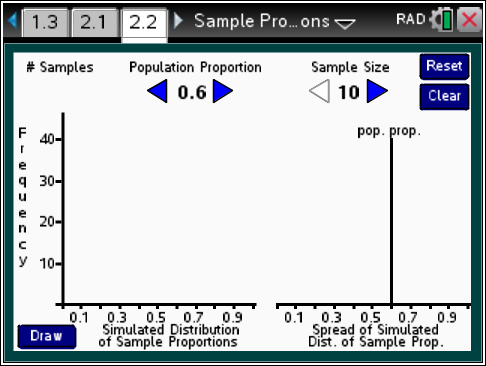 1.3 2.1 2.2 Sample Pro...ons RAD
# Samples Population Proportion Sample Size Reset
0.6 10 Clear
Frequency
pop. prop.
40
30
20
10
0.1 0.3 0.5 0.7 0.9 0.1 0.3 0.5 0.7 0.9
Draw
Simulated Distribution
of Sample Proportions
Spread of Simulated
Dist. of Sample Prop.